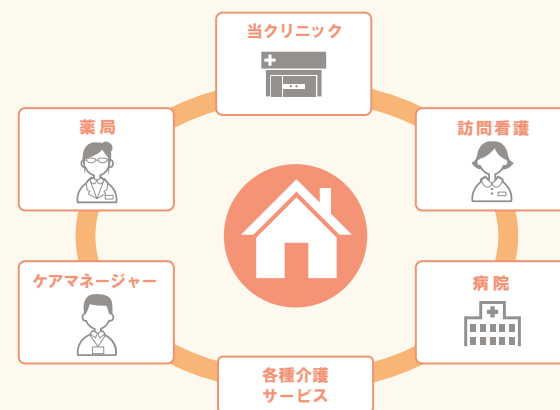 当クリニック
薬局
訪問看護
ケアマネージャー
病院
各種介護
サービス